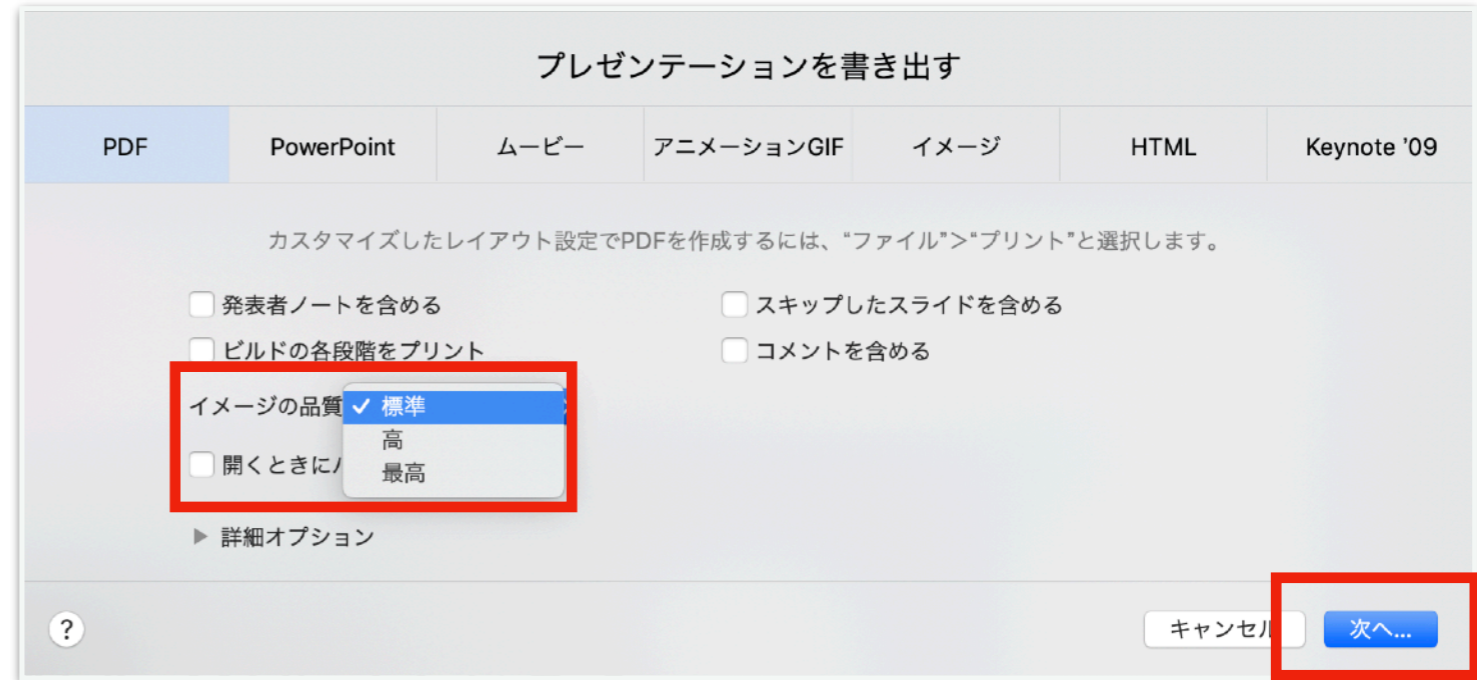 プレゼンテーションを書き出す
PDF PowerPoint ムービー アニメーションGIF イメージ HTML Keynote '09
カスタマイズしたレイアウト設定でPDFを作成するには、“ファイル”>“プリント”と選択します。
発表者ノートを含める スキップしたスライドを含める
ビルドの各段階をプリント コメントを含める
イメージの品質 ✓ 標準
高
開くときに
最高
詳細オプション
? キャンセル 次へ...